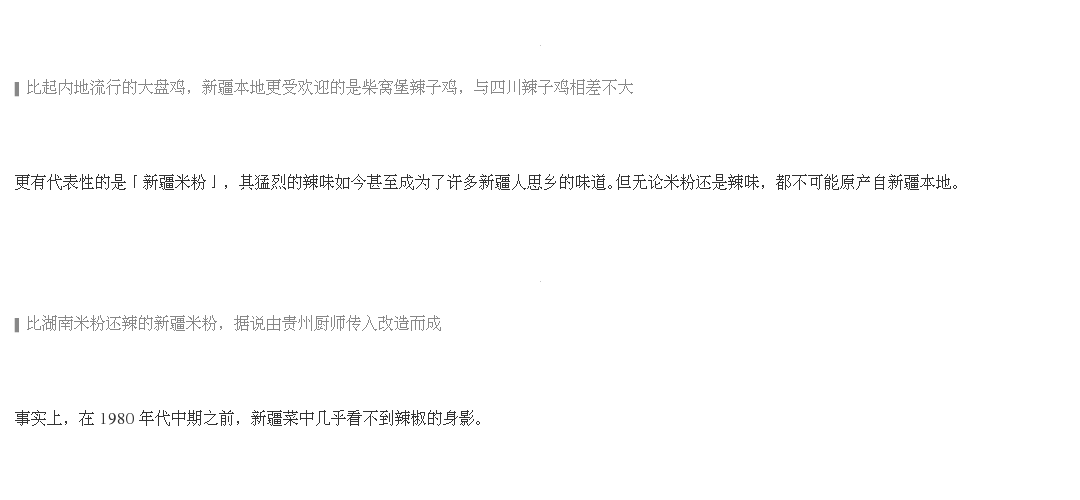 ▌比起内地流行的大盘鸡，新疆本地更受欢迎的是柴窝堡辣子鸡，与四川辣子鸡相差不大
更有代表性的是「新疆米粉」，其猛烈的辣味如今甚至成为了许多新疆人思乡的味道。但无论米粉还是辣味，都不可能原产自新疆本地。
▌比湖南米粉还辣的新疆米粉，据说由贵州厨师传入改造而成
事实上，在 1980 年代中期之前，新疆菜中几乎看不到辣椒的身影。